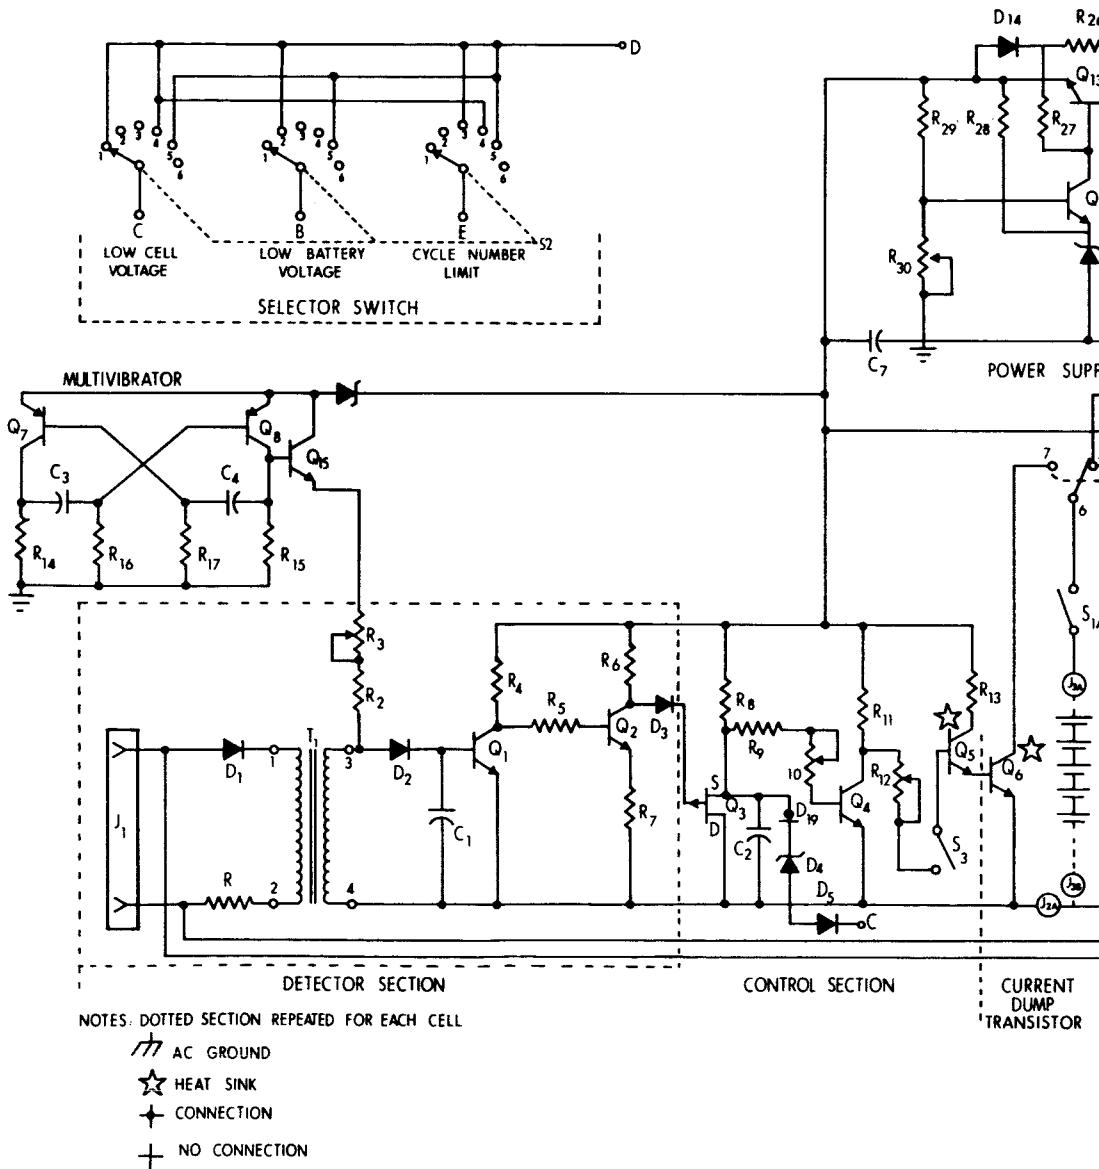 D
D14
R26
Q13
R29
R28
R27
Q
R30
C7
POWER SUPP
1 2 3 4 5 6
1 2 3 4 5 6
1 2 3 4 5 6
C
B
E
S2
LOW CELL VOLTAGE
LOW BATTERY VOLTAGE
CYCLE NUMBER LIMIT
SELECTOR SWITCH
MULTIVIBRATOR
Q7
Q8
Q15
C3
C4
R14
R16
R17
R15
7
6
S1A
R3
R2
R4
R5
R6
Q1
Q2
D3
R7
R8
R9
10
R11
R12
R13
Q5
Q6
J3A
J1
D1
1
T1
3
D2
C1
S
Q3
D
C2
D19
D4
Q4
S3
R
2
4
D5
C
J2A
J3B
DETECTOR SECTION
CONTROL SECTION
CURRENT DUMP TRANSISTOR
NOTES: DOTTED SECTION REPEATED FOR EACH CELL
AC GROUND
HEAT SINK
CONNECTION
NO CONNECTION